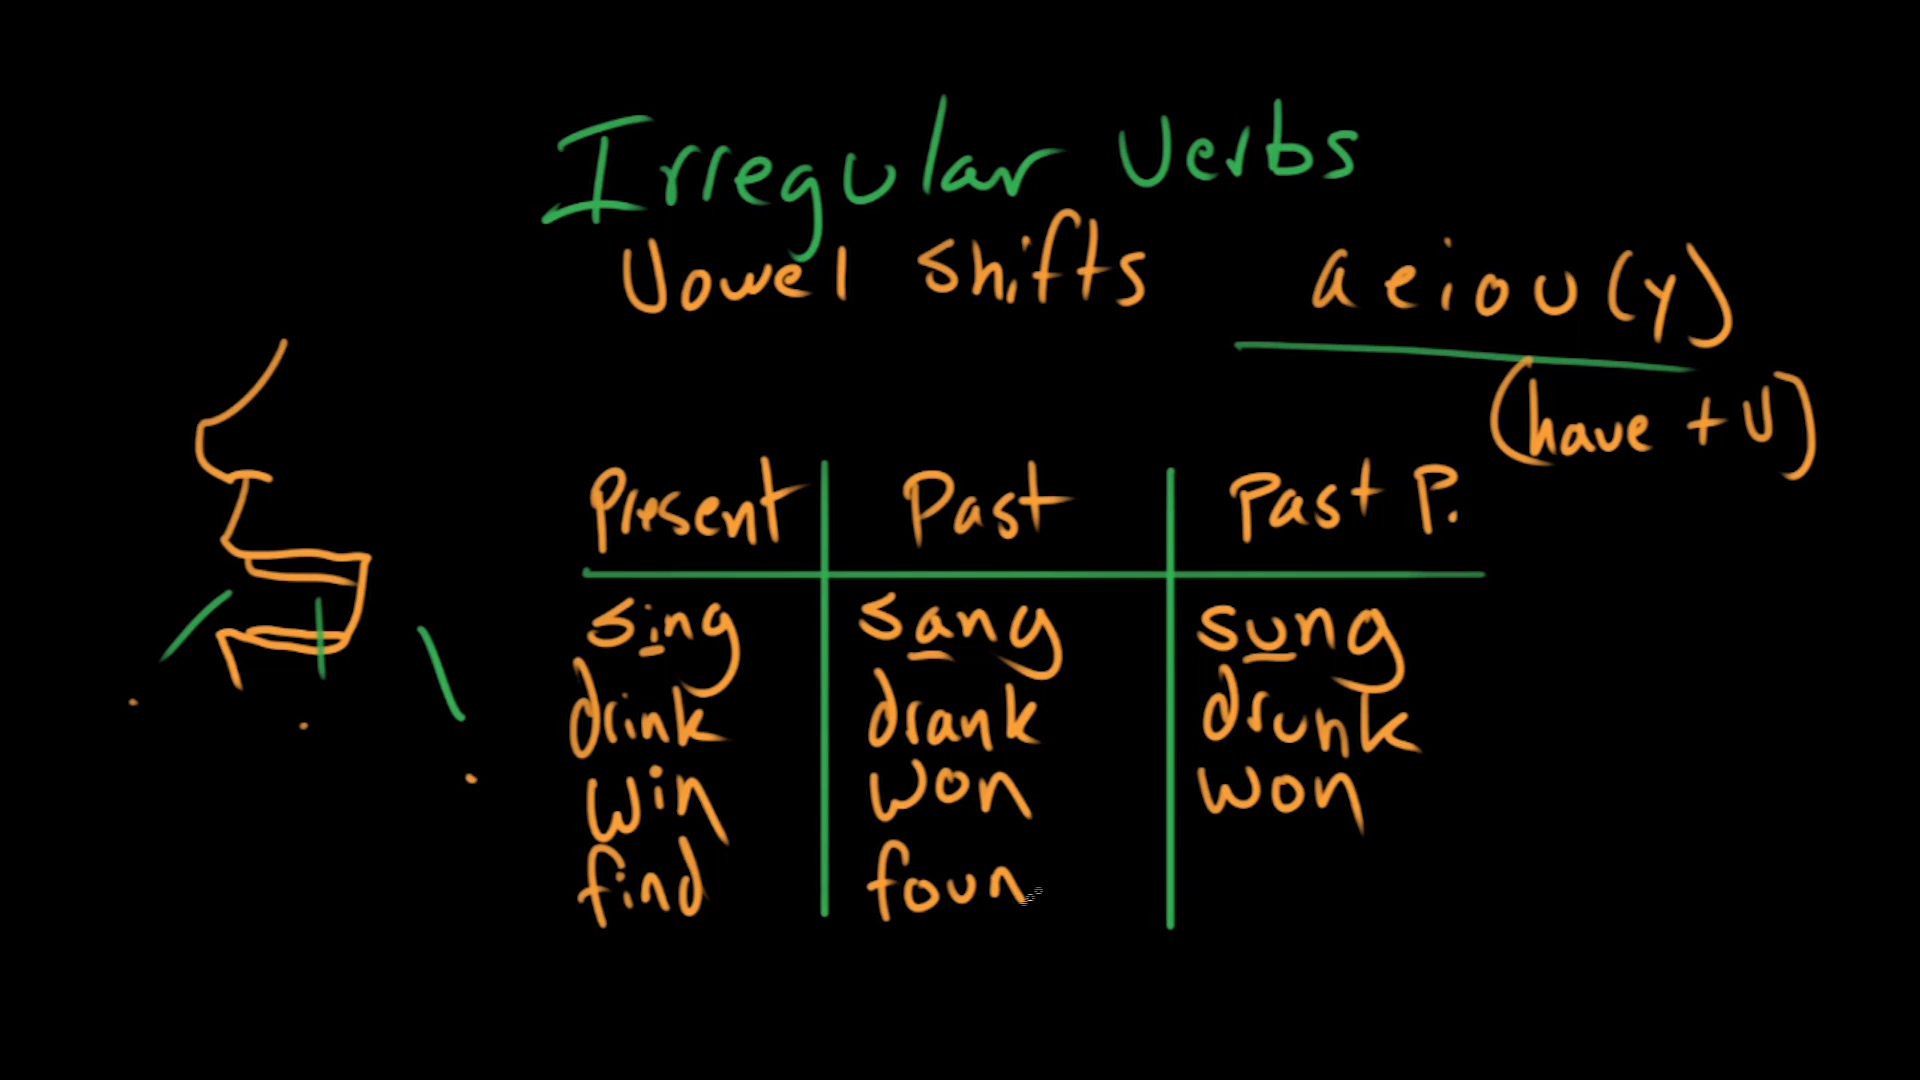 Irregular Verbs
Vowel shifts a e i o u (y)
(have + V)
Present Past Past P.
sing sang sung
drink drank drunk
win won won
find foun